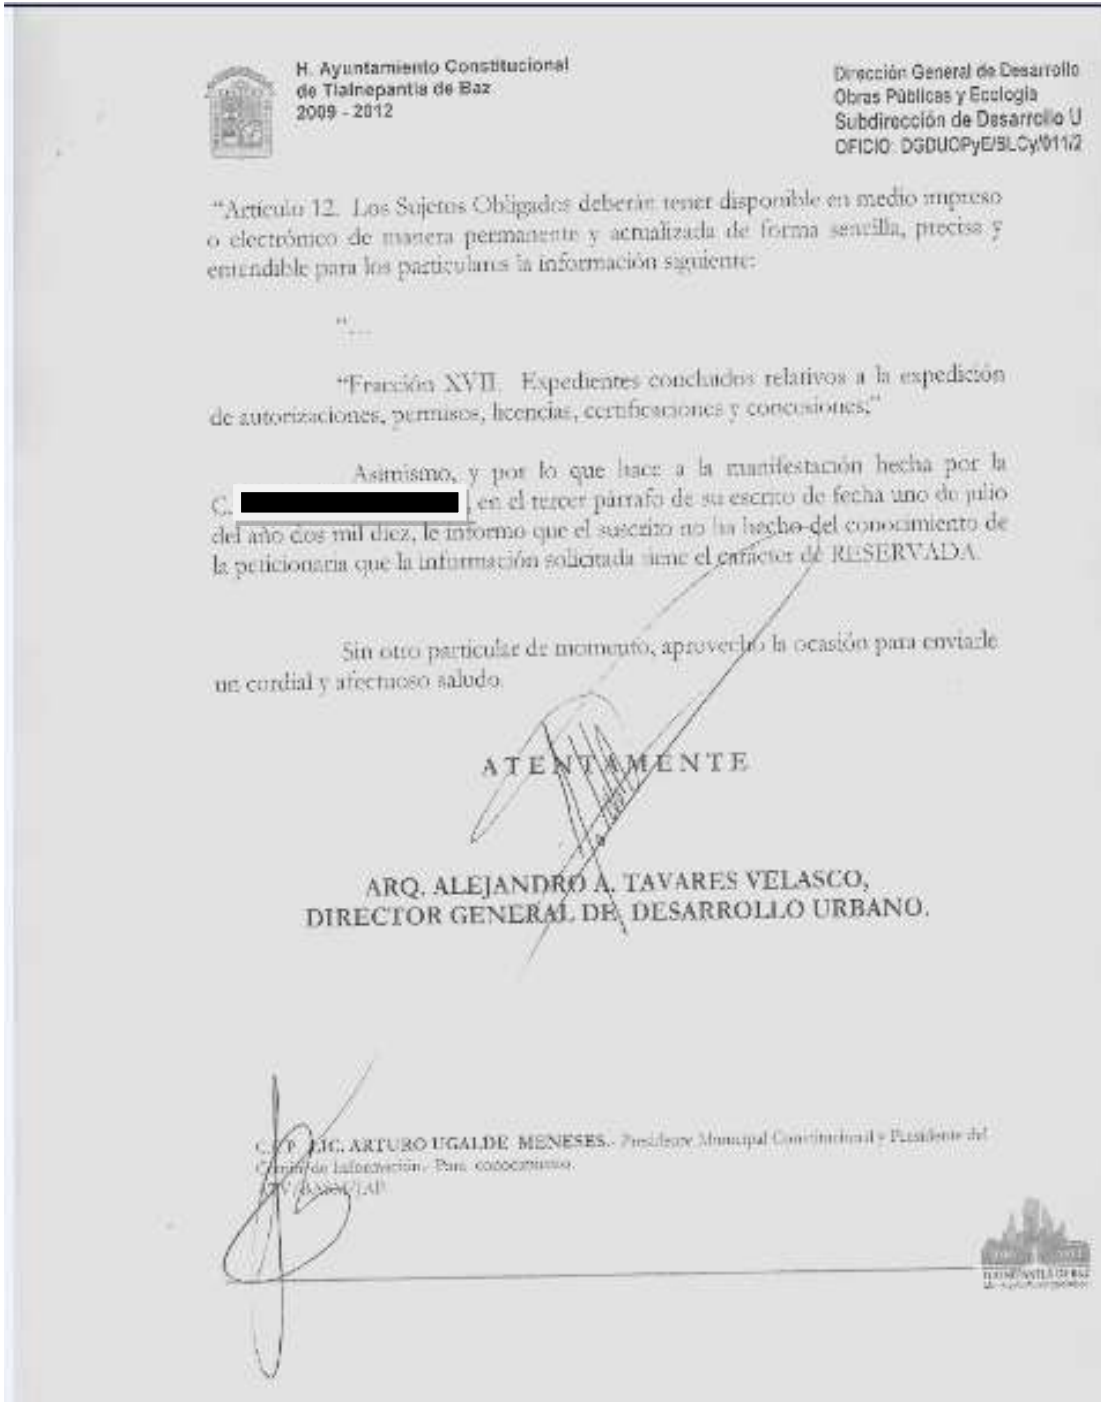 H. Ayuntamiento Constitucional
de Tlalnepantla de Baz
2009 - 2012
Dirección General de Desarrollo
Obras Públicas y Ecología
Subdirección de Desarrollo U
OFICIO: DGDUOPyE/SLCy/011/2
“Artículo 12. Los Sujetos Obligados deberán tener disponible en medio impreso
o electrónico de manera permanente y actualizada de forma sencilla, precisa y
entendible para los particulares la información siguiente:
“...
“Fracción XVII. Expedientes concluidos relativos a la expedición
de autorizaciones, permisos, licencias, certificaciones y concesiones;”
Asimismo, y por lo que hace a la manifestación hecha por la
C. , en el tercer párrafo de su escrito de fecha uno de julio
del año dos mil diez, le informo que el suscrito no ha hecho del conocimiento de
la peticionaria que la información solicitada tiene el carácter de RESERVADA.
Sin otro particular de momento, aprovecho la ocasión para enviarle
un cordial y afectuoso saludo.
ATENTAMENTE
ARQ. ALEJANDRO A. TAVARES VELASCO,
DIRECTOR GENERAL DE DESARROLLO URBANO.
C.C.P. LIC. ARTURO UGALDE MENESES.- Presidente Municipal Constitucional y Presidente del
Comité de Información. Para conocimiento.
TLALNEPANTLA DE BAZ